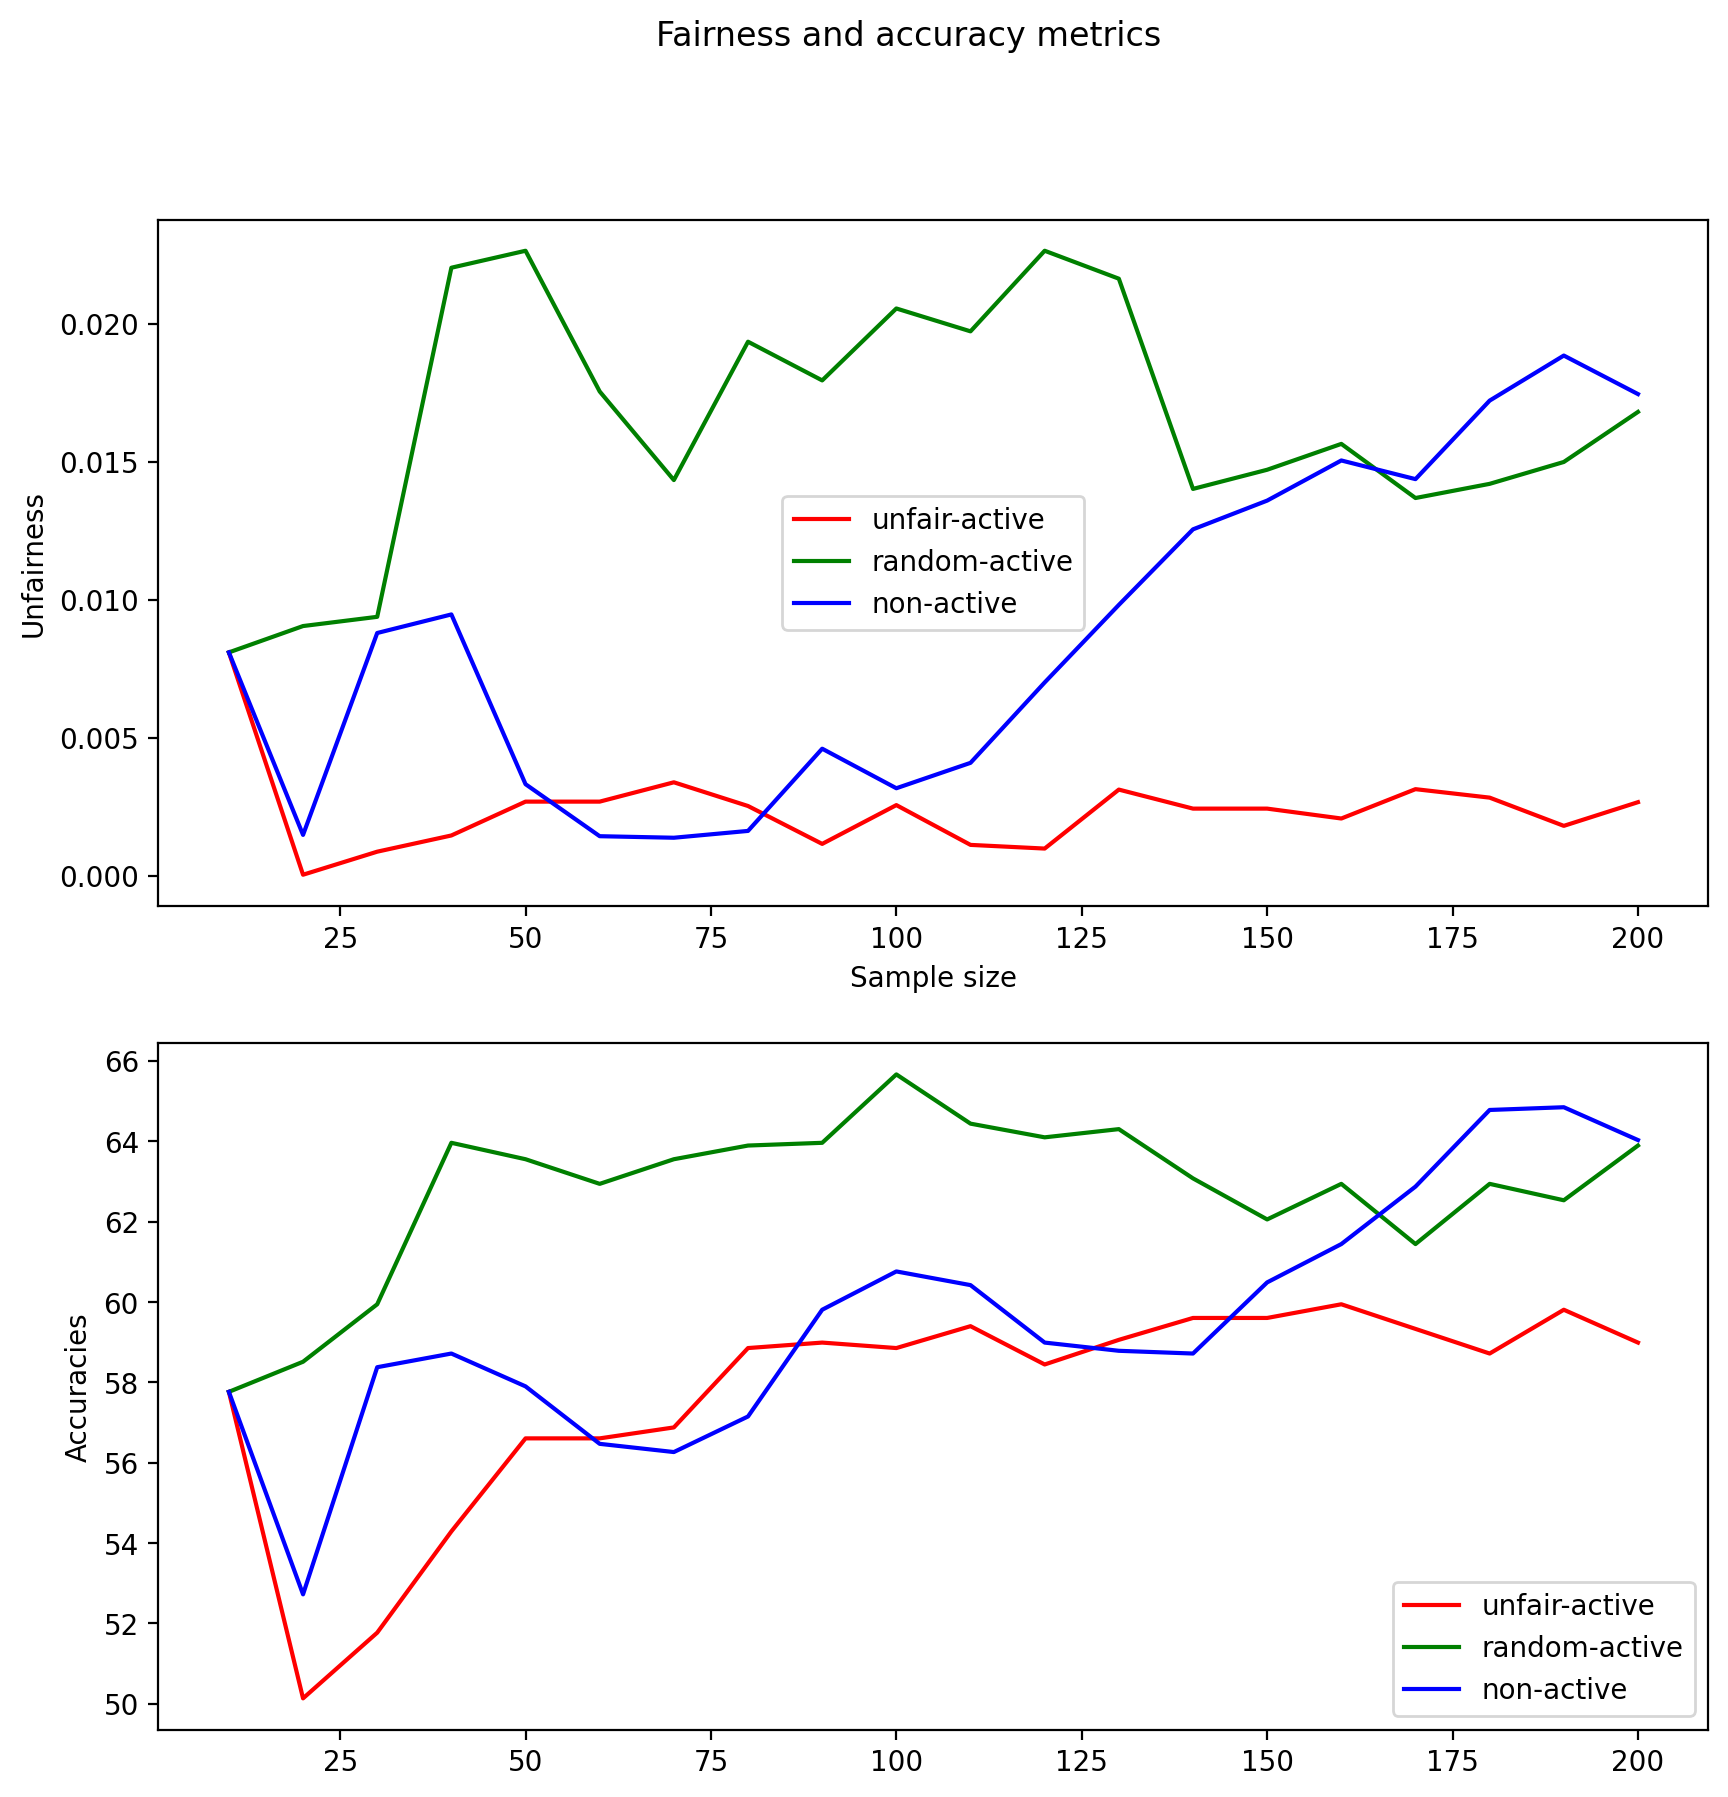 Fairness and accuracy metrics
Unfairness
0.020
0.015
0.010
0.005
0.000
unfair-active
random-active
non-active
25 50 75 100 125 150 175 200
Sample size
Accuracies
66
64
62
60
58
56
54
52
50
unfair-active
random-active
non-active
25 50 75 100 125 150 175 200